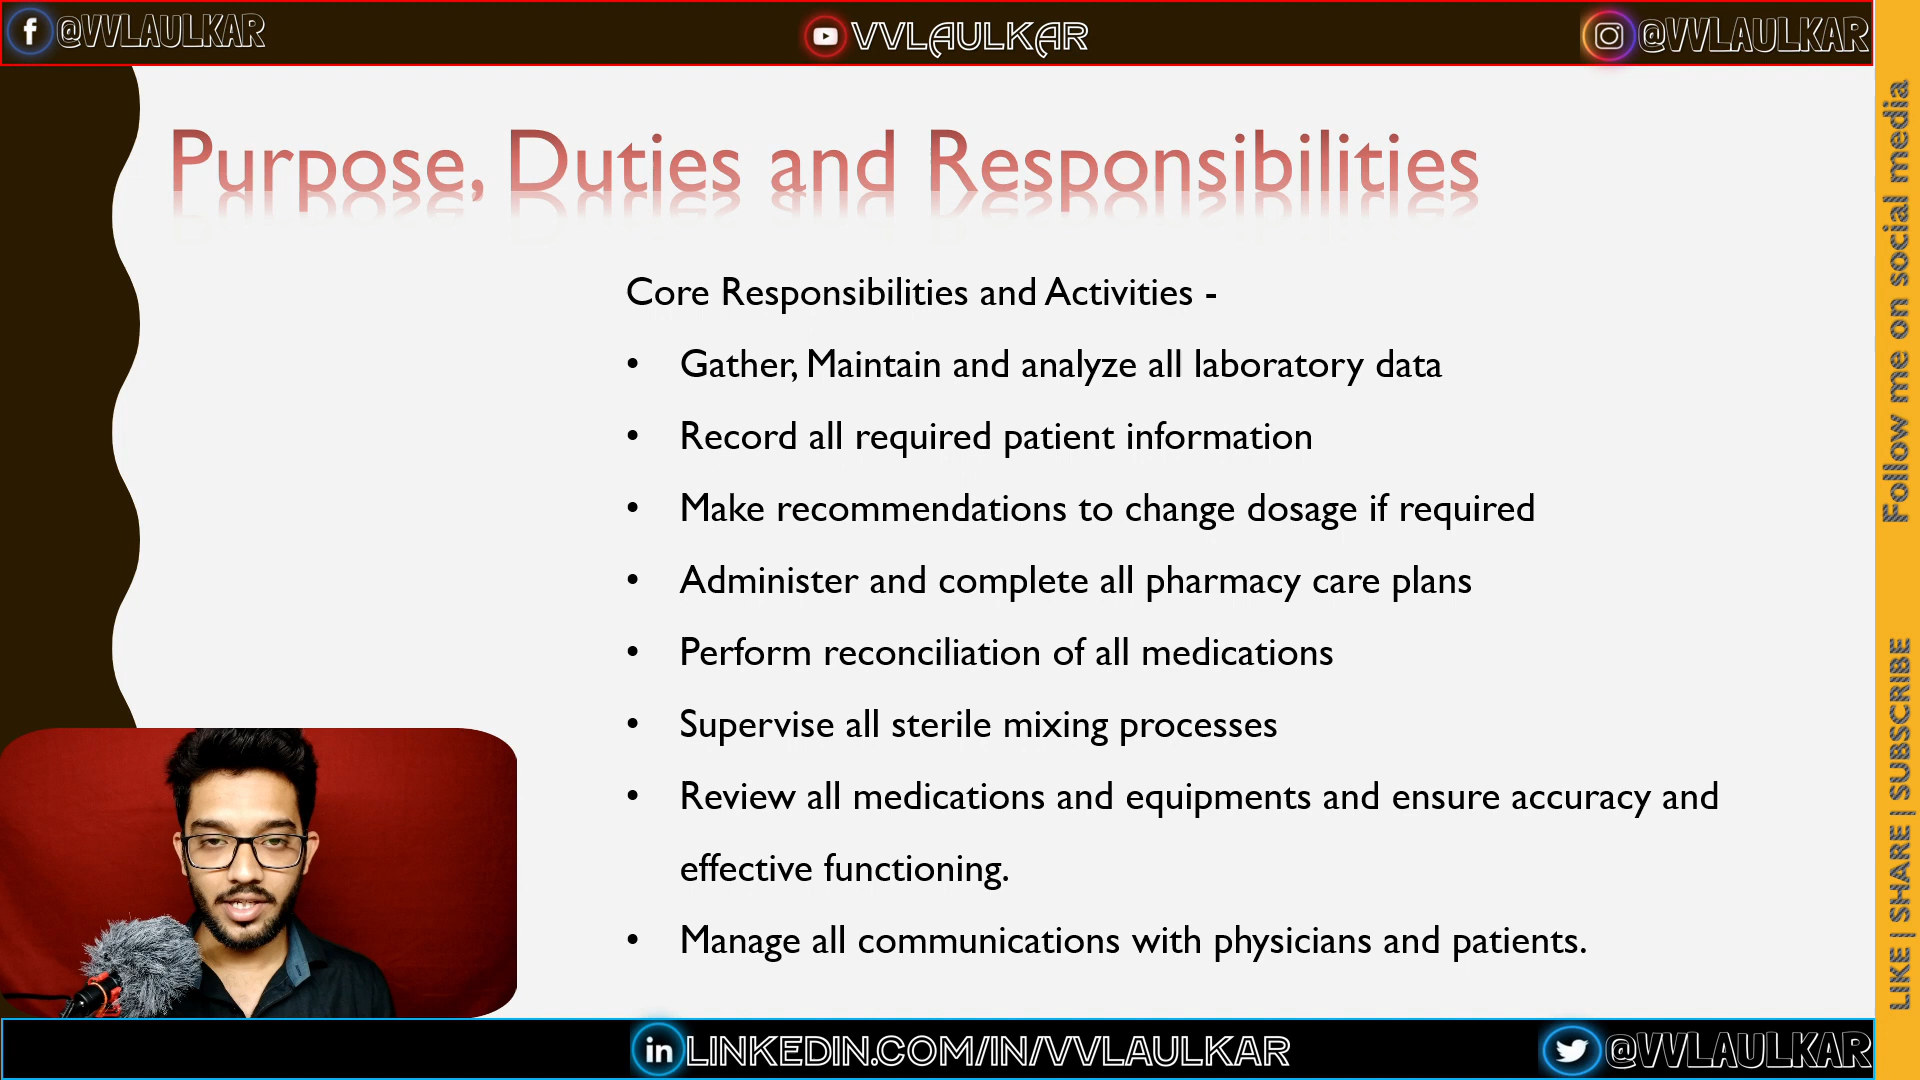 @VVLAULKAR
VVLAULKAR
@VVLAULKAR
Purpose, Duties and Responsibilities
Core Responsibilities and Activities -
• Gather, Maintain and analyze all laboratory data
• Record all required patient information
• Make recommendations to change dosage if required
• Administer and complete all pharmacy care plans
• Perform reconciliation of all medications
• Supervise all sterile mixing processes
• Review all medications and equipments and ensure accuracy and
effective functioning.
• Manage all communications with physicians and patients.
Follow me on social media
LIKE | SHARE | SUBSCRIBE
in LINKEDIN.COM/IN/VVLAULKAR
@VVLAULKAR